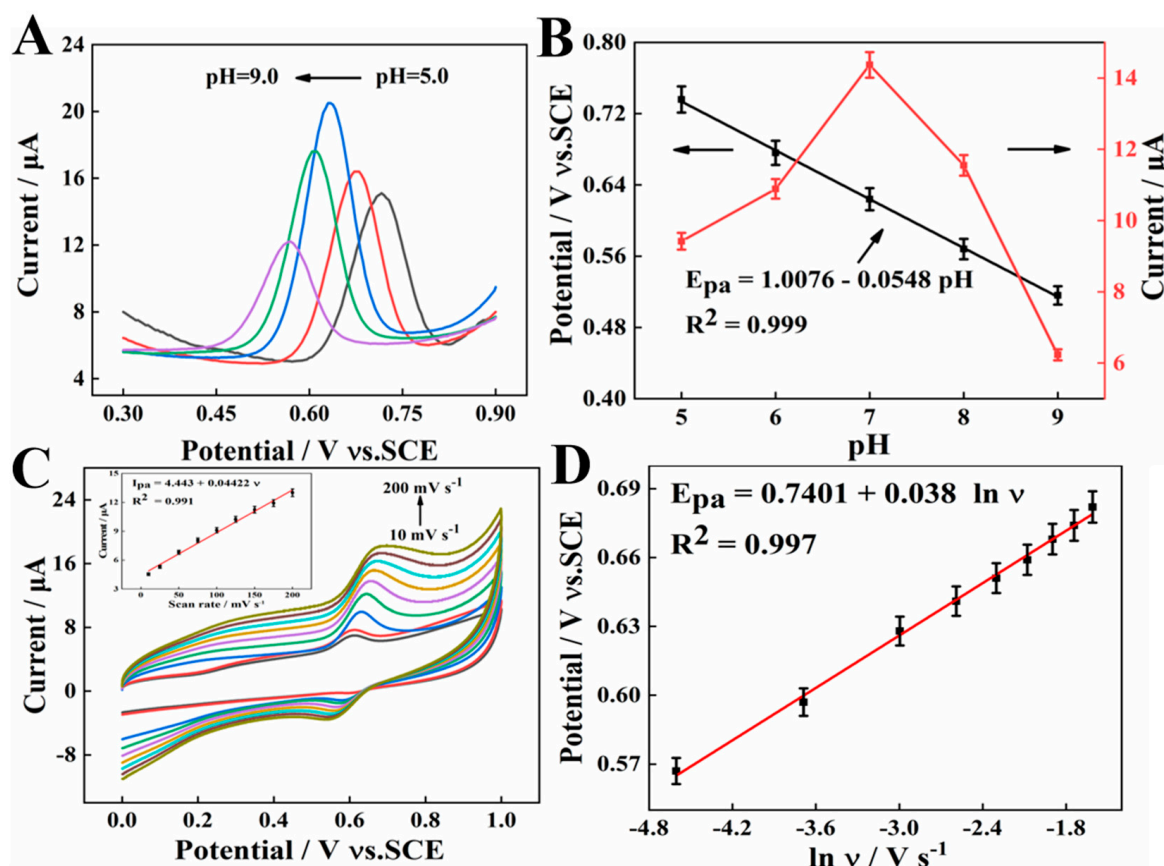 A
24
20
16
12
8
4
pH=9.0 pH=5.0
Current / μA
0.30 0.45 0.60 0.75 0.90
Potential / V vs.SCE
B
0.80
0.72
0.64
0.56
0.48
0.40
Potential / V vs.SCE
14
12
10
8
6
Current / μA
Epa = 1.0076 - 0.0548 pH
R² = 0.999
5 6 7 8 9
pH
C
24
16
8
0
-8
Current / μA
15
12
9
6
3
Current/ μA
Ipa = 4.443 + 0.04422 ν
R² = 0.991
0 50 100 150 200
Scan rate/ mV s⁻¹
200 mV s⁻¹
10 mV s⁻¹
0.0 0.2 0.4 0.6 0.8 1.0
Potential / V vs.SCE
D
0.69
0.66
0.63
0.60
0.57
Potential / V vs.SCE
Epa = 0.7401 + 0.038 ln ν
R² = 0.997
-4.8 -4.2 -3.6 -3.0 -2.4 -1.8
ln ν / V s⁻¹